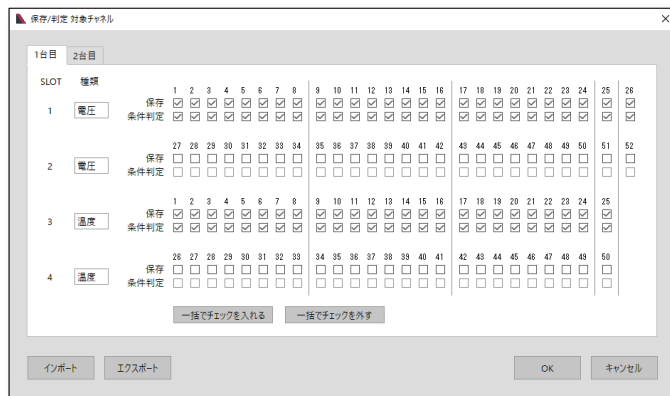 保存/判定 対象チャネル ×
1台目 2台目
SLOT 種類
1 2 3 4 5 6 7 8 9 10 11 12 13 14 15 16 17 18 19 20 21 22 23 24 25 26
保存
1 電圧
条件判定
27 28 29 30 31 32 33 34 35 36 37 38 39 40 41 42 43 44 45 46 47 48 49 50 51 52
保存
2 電圧
条件判定
1 2 3 4 5 6 7 8 9 10 11 12 13 14 15 16 17 18 19 20 21 22 23 24 25
保存
3 温度
条件判定
26 27 28 29 30 31 32 33 34 35 36 37 38 39 40 41 42 43 44 45 46 47 48 49 50
保存
4 温度
条件判定
一括でチェックを入れる 一括でチェックを外す
インポート エクスポート OK キャンセル